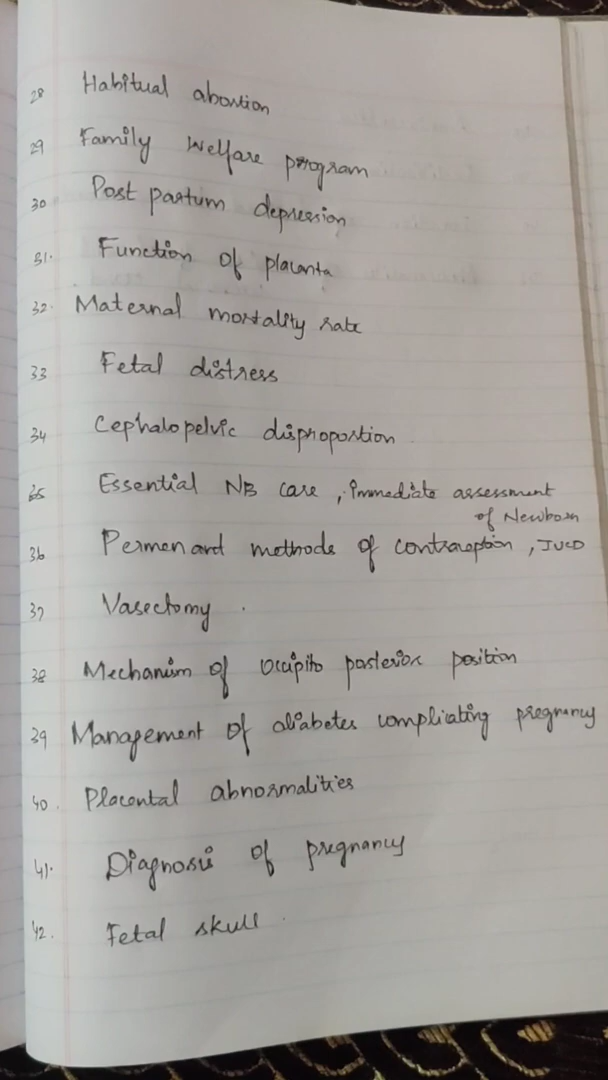 28 Habitual abortion
29 Family Welfare program
30 Post partum depression
31. Function of placenta
32. Maternal mortality rate
33 Fetal distress
34 Cephalopelvic disproportion
35 Essential NB care, immediate assessment
of Newborn
36 Permenant methods of contraception, IUCD
37 Vasectomy.
38 Mechanism of occipito posterior position
39 Management of diabetes complicating pregnancy
40. Placental abnormalities
41. Diagnosis of pregnancy
42. Fetal skull